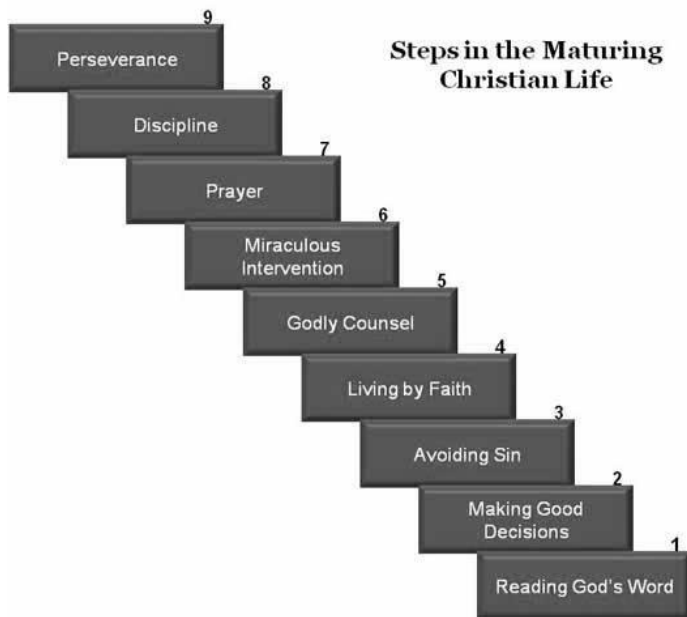 Steps in the Maturing
Christian Life
9
Perseverance
8
Discipline
7
Prayer
6
Miraculous
Intervention
5
Godly Counsel
4
Living by Faith
3
Avoiding Sin
2
Making Good
Decisions
1
Reading God's Word